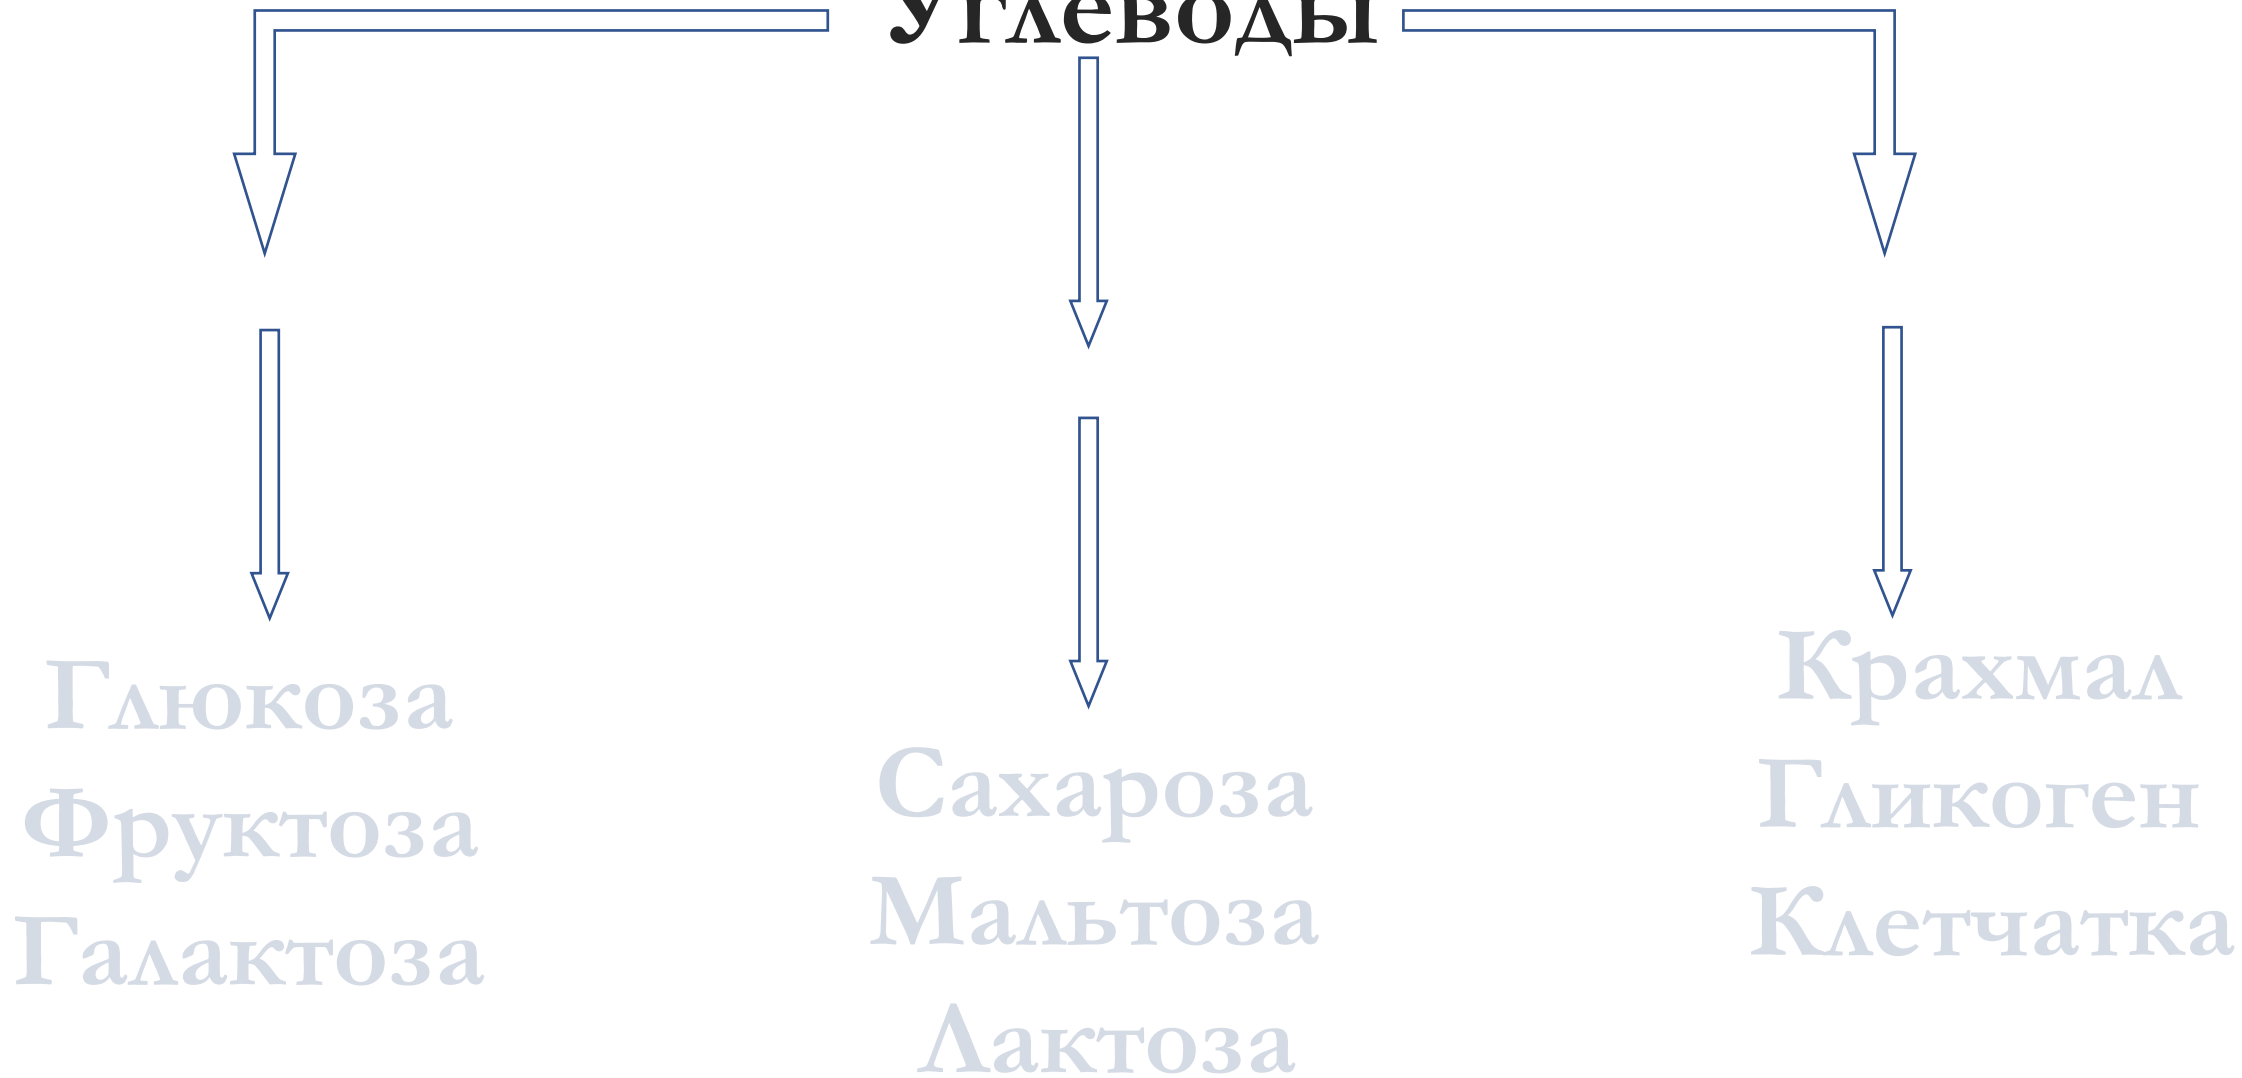 Углеводы
Глюкоза
Фруктоза
Галактоза
Сахароза
Мальтоза
Лактоза
Крахмал
Гликоген
Клетчатка